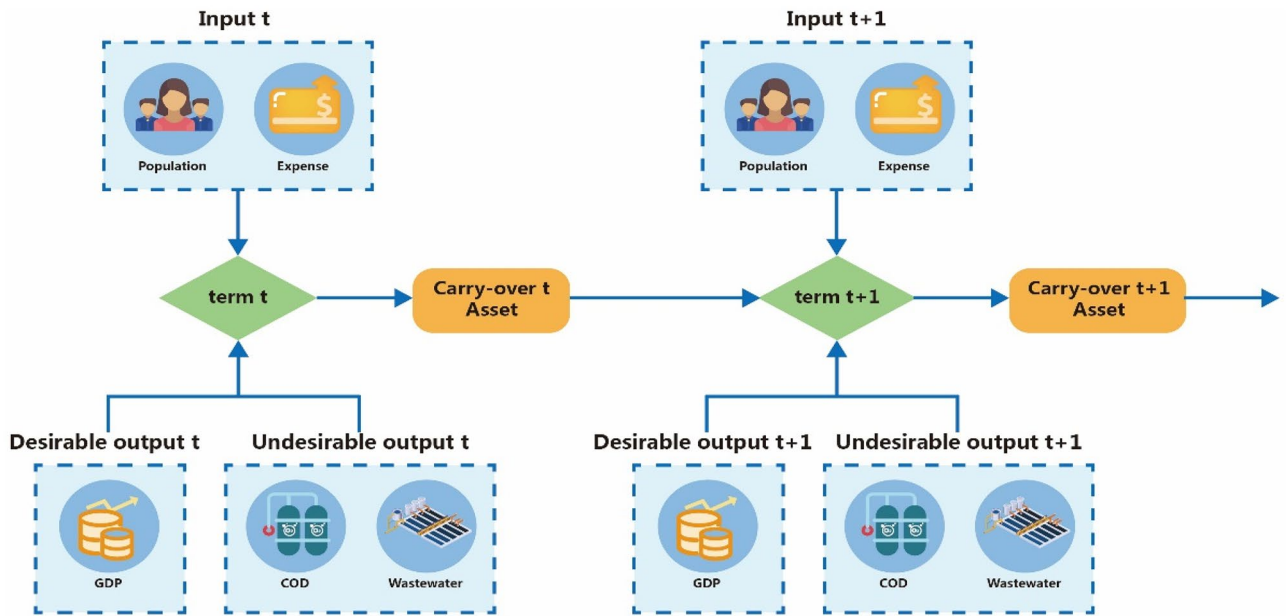 Input t
Input t+1
Population
Expense
Population
Expense
term t
Carry-over t
Asset
term t+1
Carry-over t+1
Asset
Desirable output t
Undesirable output t
Desirable output t+1
Undesirable output t+1
GDP
COD
Wastewater
GDP
COD
Wastewater